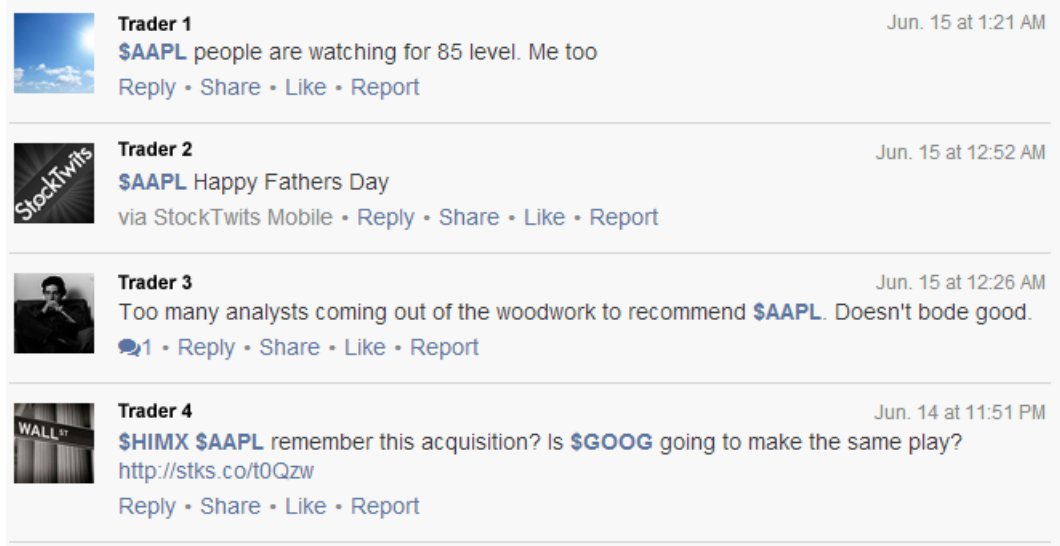 Trader 1
Jun. 15 at 1:21 AM
$AAPL people are watching for 85 level. Me too
Reply • Share • Like • Report
StockTwits
Trader 2
Jun. 15 at 12:52 AM
$AAPL Happy Fathers Day
via StockTwits Mobile • Reply • Share • Like • Report
Trader 3
Jun. 15 at 12:26 AM
Too many analysts coming out of the woodwork to recommend $AAPL. Doesn't bode good.
1 • Reply • Share • Like • Report
WALL ST
Trader 4
Jun. 14 at 11:51 PM
$HIMX $AAPL remember this acquisition? Is $GOOG going to make the same play?
http://stks.co/t0Qzw
Reply • Share • Like • Report